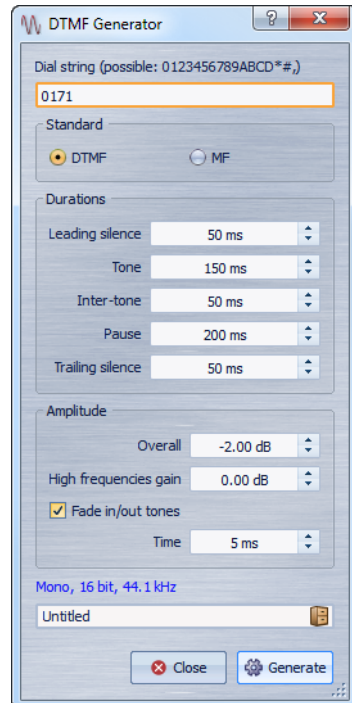 DTMF Generator
Dial string (possible: 0123456789ABCD*#,)
0171
Standard
DTMF MF
Durations
Leading silence 50 ms
Tone 150 ms
Inter-tone 50 ms
Pause 200 ms
Trailing silence 50 ms
Amplitude
Overall -2.00 dB
High frequencies gain 0.00 dB
Fade in/out tones
Time 5 ms
Mono, 16 bit, 44.1 kHz
Untitled
Close Generate